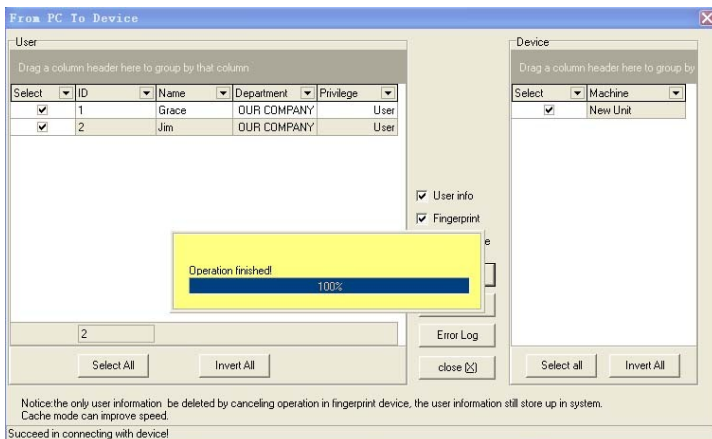 From PC To Device
User
Drag a column header here to group by that column
Select ID Name Department Privilege
1 Grace OUR COMPANY User
2 Jim OUR COMPANY User
2
Select All Invert All
User info
Fingerprint
Operation finished!
100%
Error Log
close (X)
Device
Drag a column header here to group by
Select Machine
New Unit
Select all Invert All
Notice:the only user information be deleted by canceling operation in fingerprint device, the user information still store up in system.
Cache mode can improve speed.
Succeed in connecting with device!